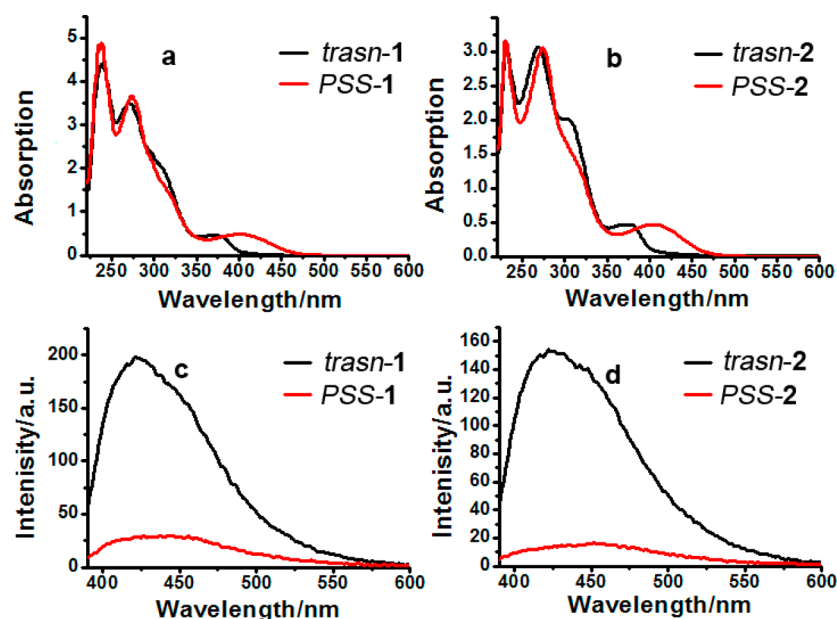 a
trasn-1
PSS-1
Absorption
5
4
3
2
1
0
250 300 350 400 450 500 550 600
Wavelength/nm
b
trasn-2
PSS-2
Absorption
3.0
2.5
2.0
1.5
1.0
0.5
0.0
250 300 350 400 450 500 550 600
Wavelength/nm
c
trasn-1
PSS-1
Intenisity/a.u.
200
150
100
50
0
400 450 500 550 600
Wavelength/nm
d
trasn-2
PSS-2
Intenisity/a.u.
160
140
120
100
80
60
40
20
0
400 450 500 550 600
Wavelength/nm